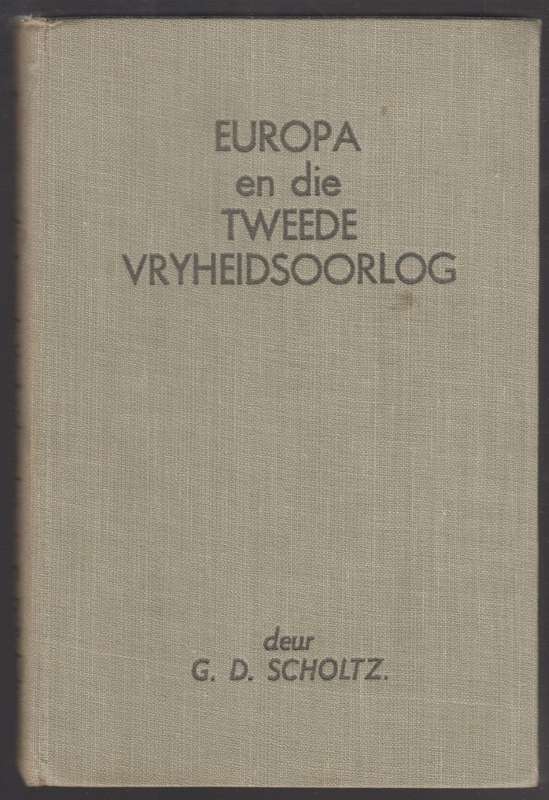 EUROPA
en die
TWEEDE
VRYHEIDSOORLOG
deur
G. D. SCHOLTZ.